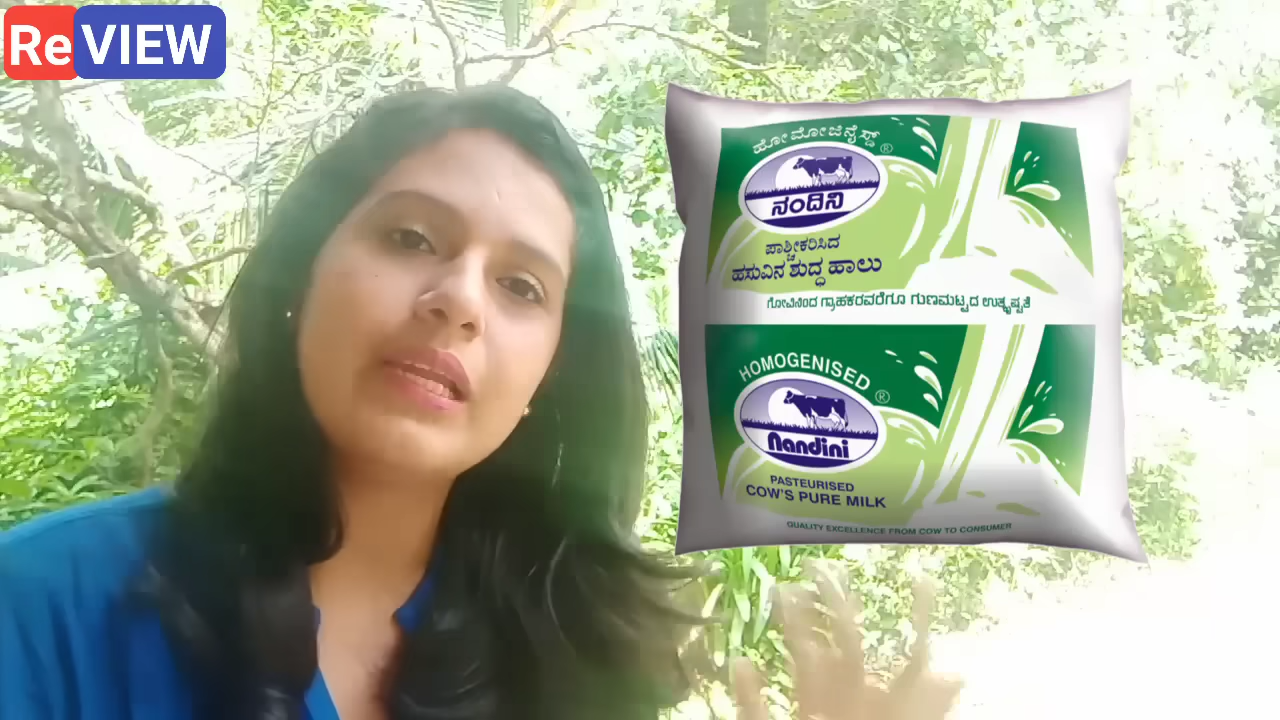 ReVIEW
ಹೋಮೋಜಿನೈಸ್ಡ್ ®
ನಂದಿನಿ
ಪಾಶ್ಚೀಕರಿಸಿದ
ಹಸುವಿನ ಶುದ್ಧ ಹಾಲು
ಗೋವಿನಿಂದ ಗ್ರಾಹಕರವರೆಗೂ ಗುಣಮಟ್ಟದ ಉತ್ಕೃಷ್ಟತೆ
HOMOGENISED ®
Nandini
PASTEURISED
COW'S PURE MILK
QUALITY EXCELLENCE FROM COW TO CONSUMER